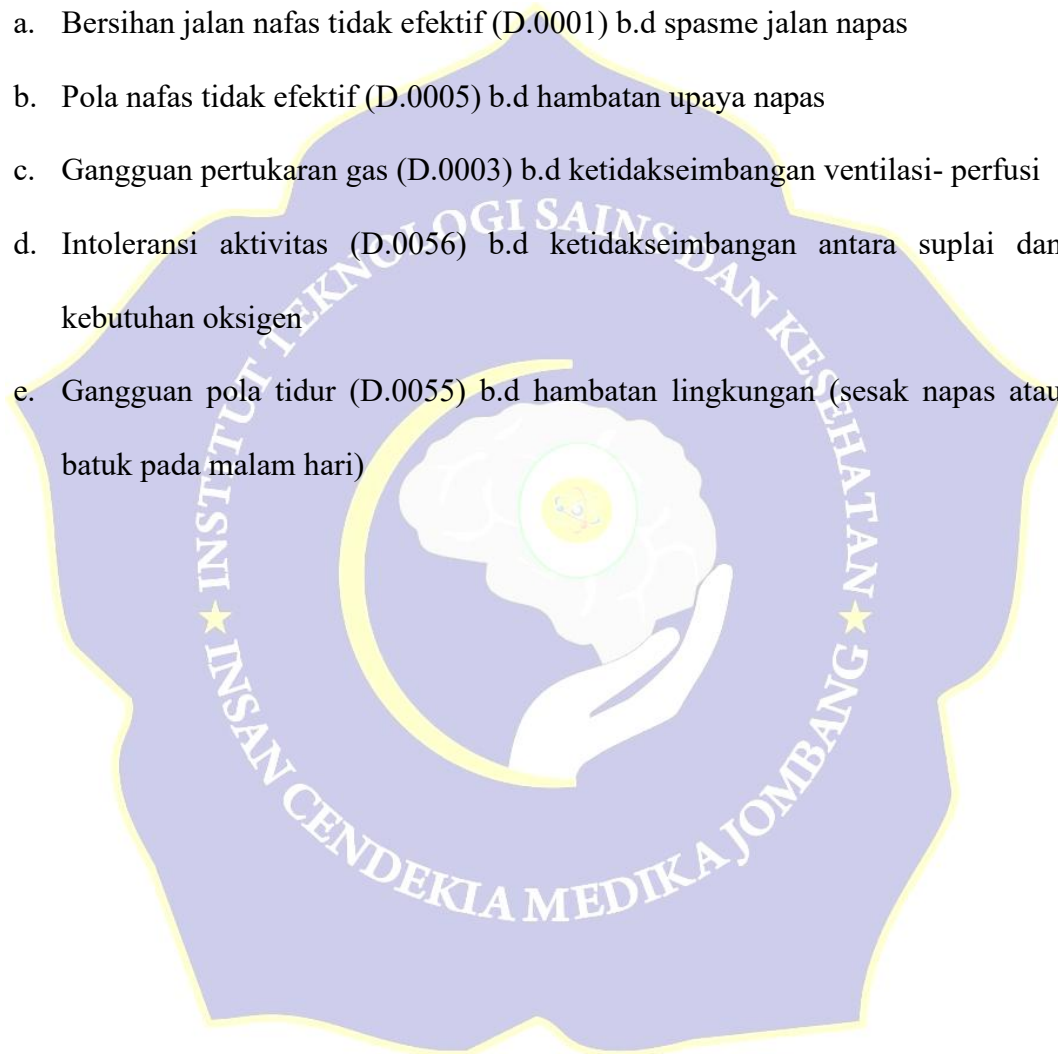 a. Bersihan jalan nafas tidak efektif (D.0001) b.d spasme jalan napas
b. Pola nafas tidak efektif (D.0005) b.d hambatan upaya napas
c. Gangguan pertukaran gas (D.0003) b.d ketidakseimbangan ventilasi- perfusi
d. Intoleransi aktivitas (D.0056) b.d ketidakseimbangan antara suplai dan
kebutuhan oksigen
e. Gangguan pola tidur (D.0055) b.d hambatan lingkungan (sesak napas atau
batuk pada malam hari)
INSTITUT TEKNOLOGI SAINS DAN KESEHATAN
INSAN CENDEKIA MEDIKA JOMBANG